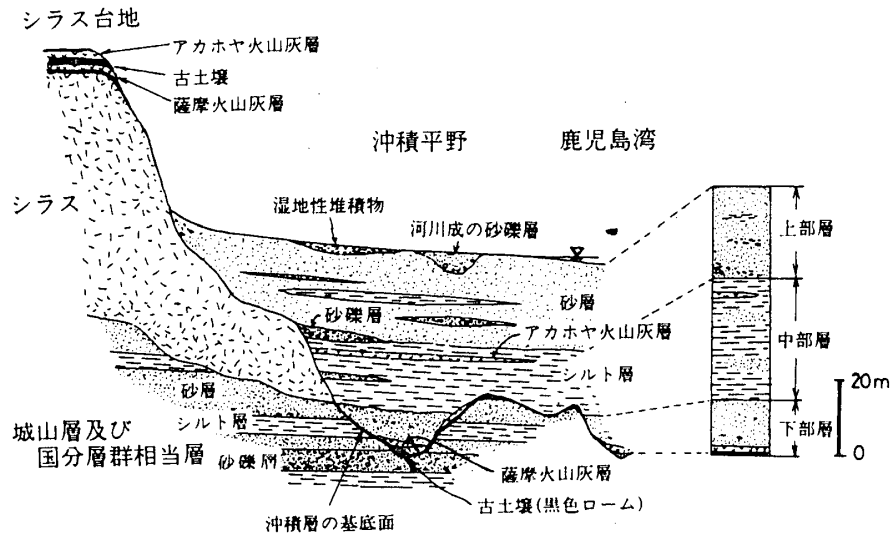 シラス台地
アカホヤ火山灰層
古土壌
薩摩火山灰層
沖積平野
鹿児島湾
シラス
湿地性堆積物
河川成の砂礫層
上部層
砂層
砂礫層
アカホヤ火山灰層
中部層
シルト層
20m
砂層
シルト層
下部層
城山層及び
国分層群相当層
砂礫層
0
薩摩火山灰層
古土壌(黒色ローム)
沖積層の基底面